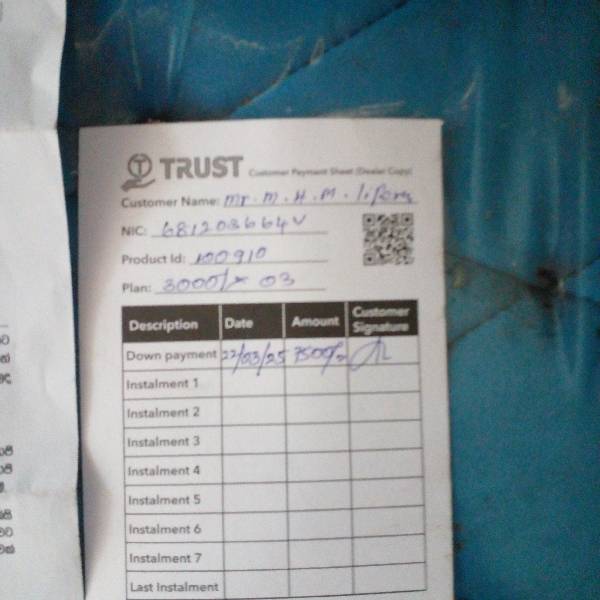 TRUST Customer Payment Sheet (Dealer Copy)
Customer Name: Mr. M. H. M.
NIC: 681203664V
Product Id: 100910
Plan: 3000/- x 03
Description Date Amount Customer Signature
Down payment 22/03/25 7500/-
Instalment 1
Instalment 2
Instalment 3
Instalment 4
Instalment 5
Instalment 6
Instalment 7
Last Instalment